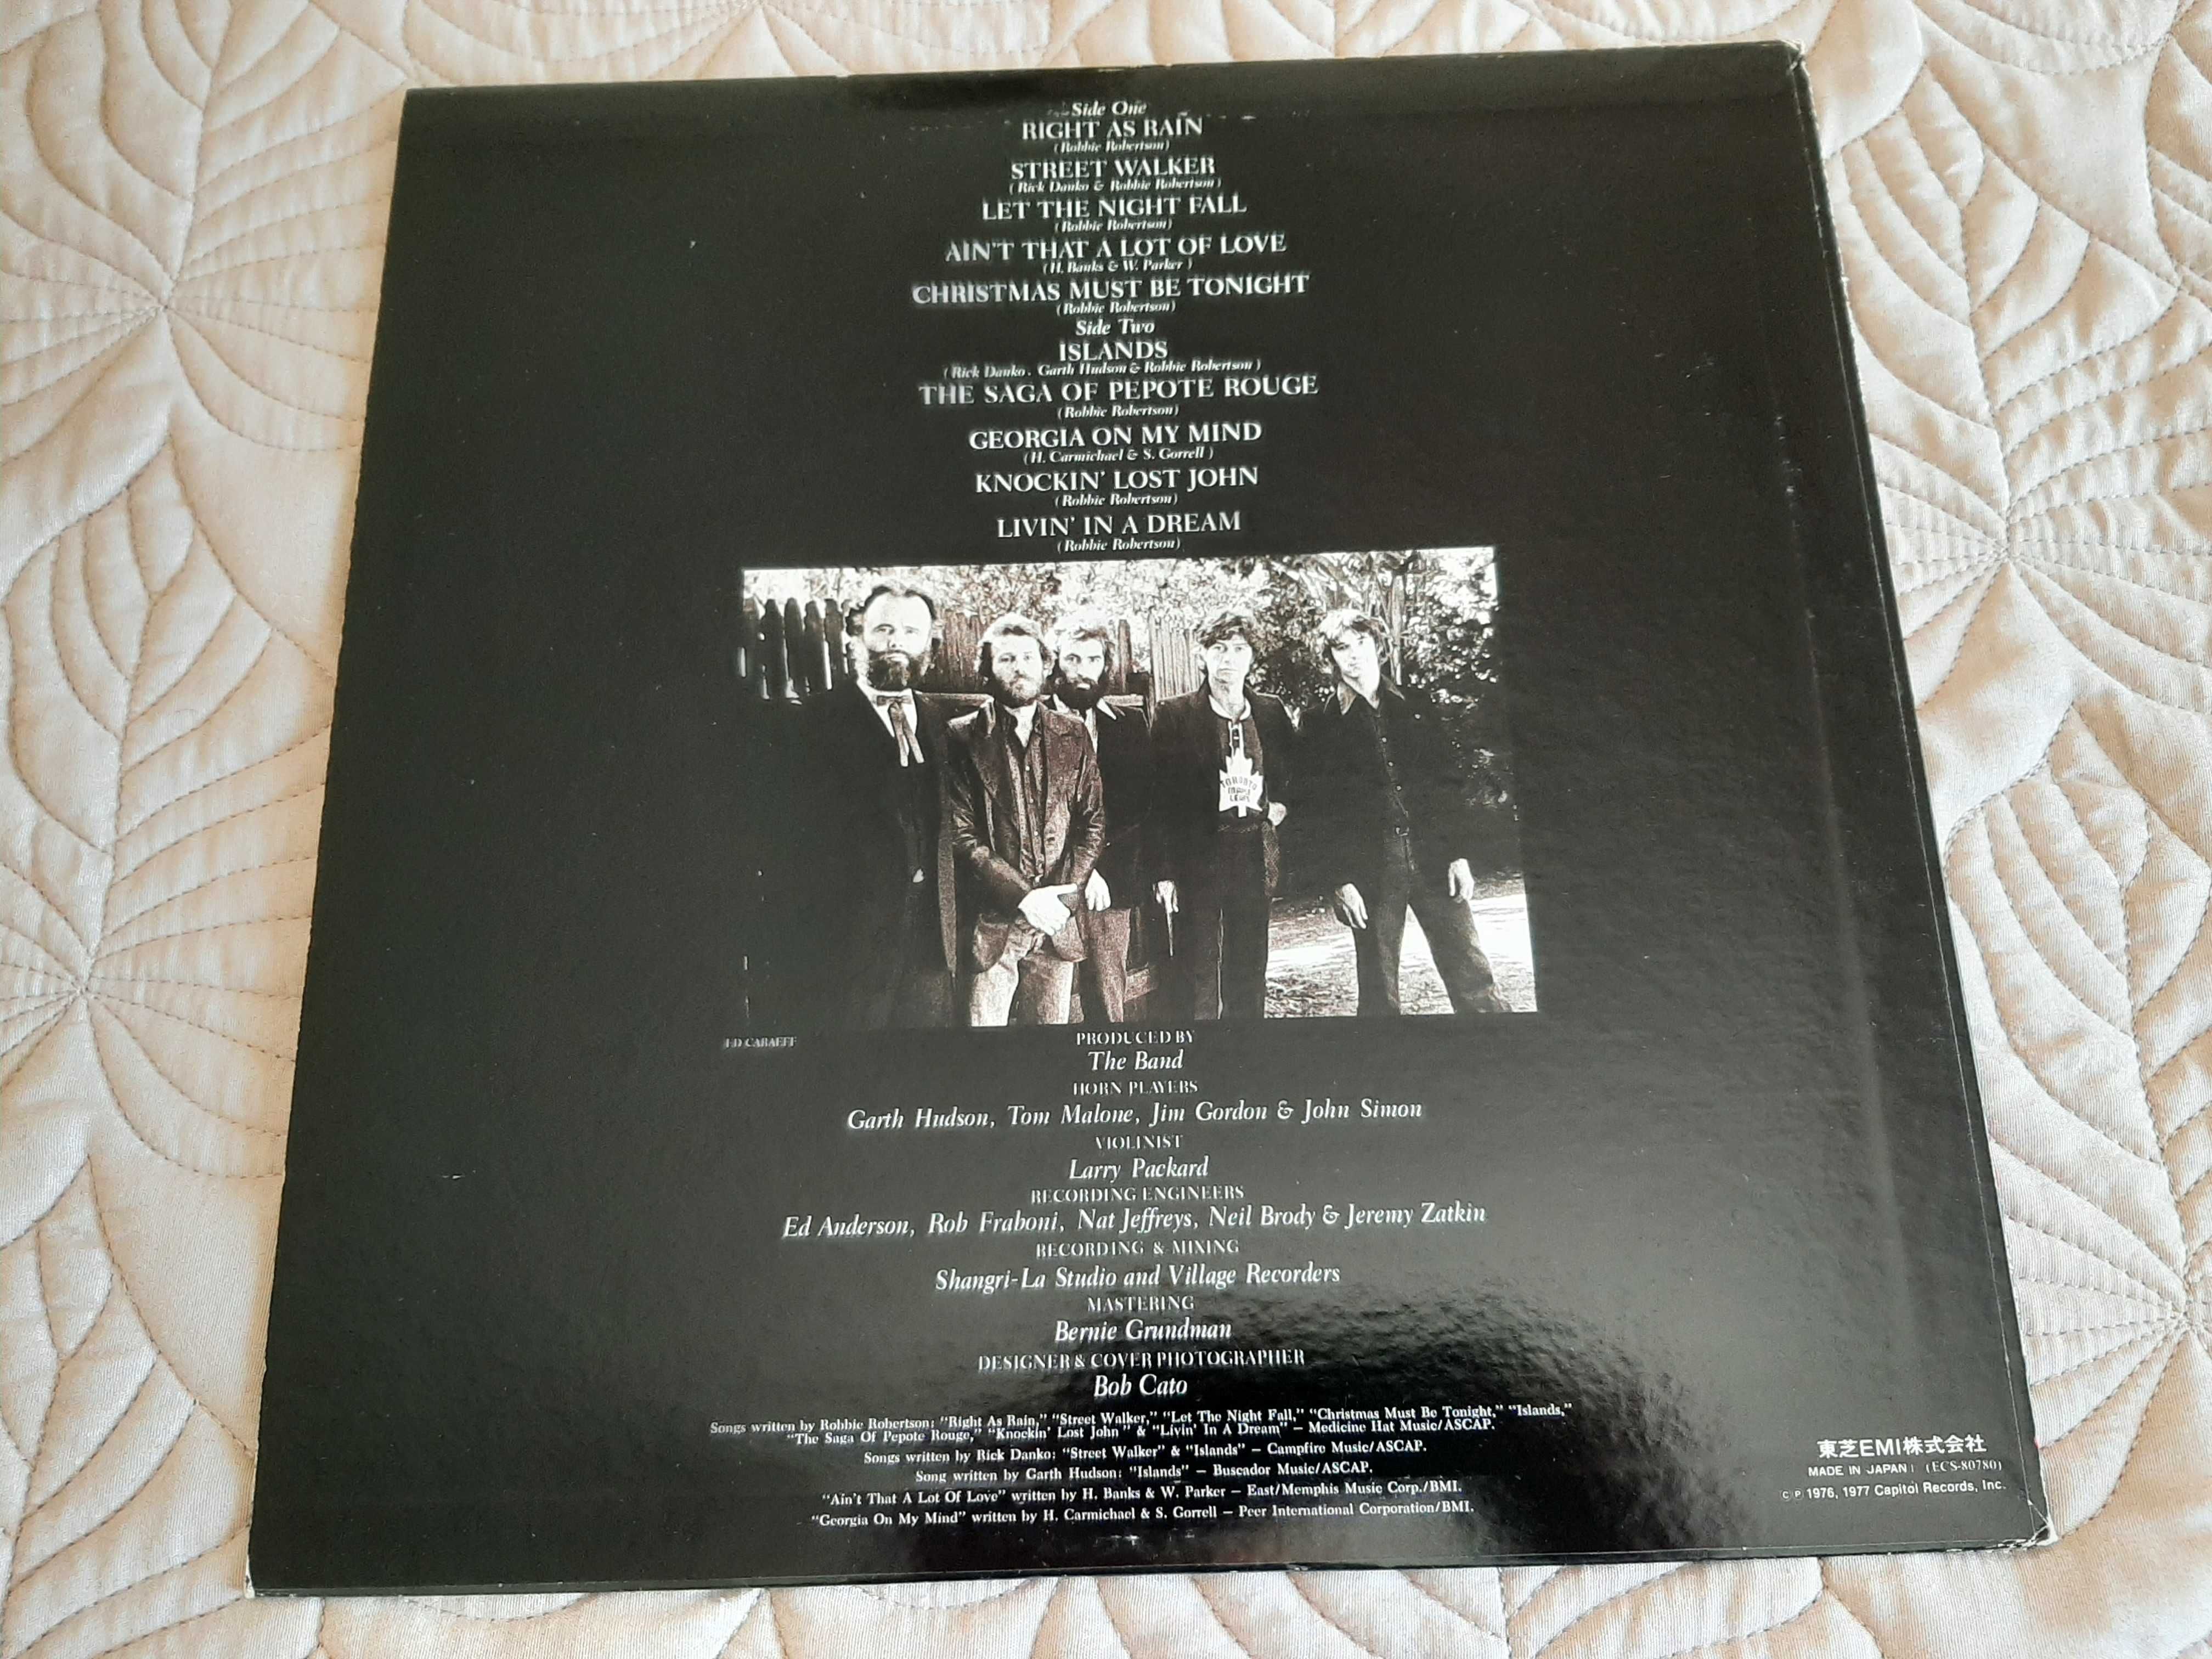 Side One
RIGHT AS RAIN
(Robbie Robertson)
STREET WALKER
(Rick Danko & Robbie Robertson)
LET THE NIGHT FALL
(Robbie Robertson)
AIN'T THAT A LOT OF LOVE
(H. Banks & W. Parker)
CHRISTMAS MUST BE TONIGHT
(Robbie Robertson)
Side Two
ISLANDS
(Rick Danko, Garth Hudson & Robbie Robertson)
THE SAGA OF PEPOTE ROUGE
(Robbie Robertson)
GEORGIA ON MY MIND
(H. Carmichael & S. Gorrell)
KNOCKIN' LOST JOHN
(Robbie Robertson)
LIVIN' IN A DREAM
(Robbie Robertson)
TORONTO
MAPLE
LEAFS
ED CARAEFF
PRODUCED BY
The Band
HORN PLAYERS
Garth Hudson, Tom Malone, Jim Gordon & John Simon
VIOLINIST
Larry Packard
RECORDING ENGINEERS
Ed Anderson, Rob Fraboni, Nat Jeffreys, Neil Brody & Jeremy Zatkin
RECORDING & MIXING
Shangri-La Studio and Village Recorders
MASTERING
Bernie Grundman
DESIGNER & COVER PHOTOGRAPHER
Bob Cato
Songs written by Robbie Robertson: "Right As Rain," "Street Walker," "Let The Night Fall," "Christmas Must Be Tonight," "Islands,"
"The Saga Of Pepote Rouge," "Knockin' Lost John" & "Livin' In A Dream" — Medicine Hat Music/ASCAP.
Songs written by Rick Danko: "Street Walker" & "Islands" — Campfire Music/ASCAP.
Song written by Garth Hudson: "Islands" — Buscador Music/ASCAP.
"Ain't That A Lot Of Love" written by H. Banks & W. Parker — East/Memphis Music Corp./BMI.
"Georgia On My Mind" written by H. Carmichael & S. Gorrell — Peer International Corporation/BMI.
東芝EMI株式会社
MADE IN JAPAN (ECS-80780)
© ℗ 1976, 1977 Capitol Records, Inc.